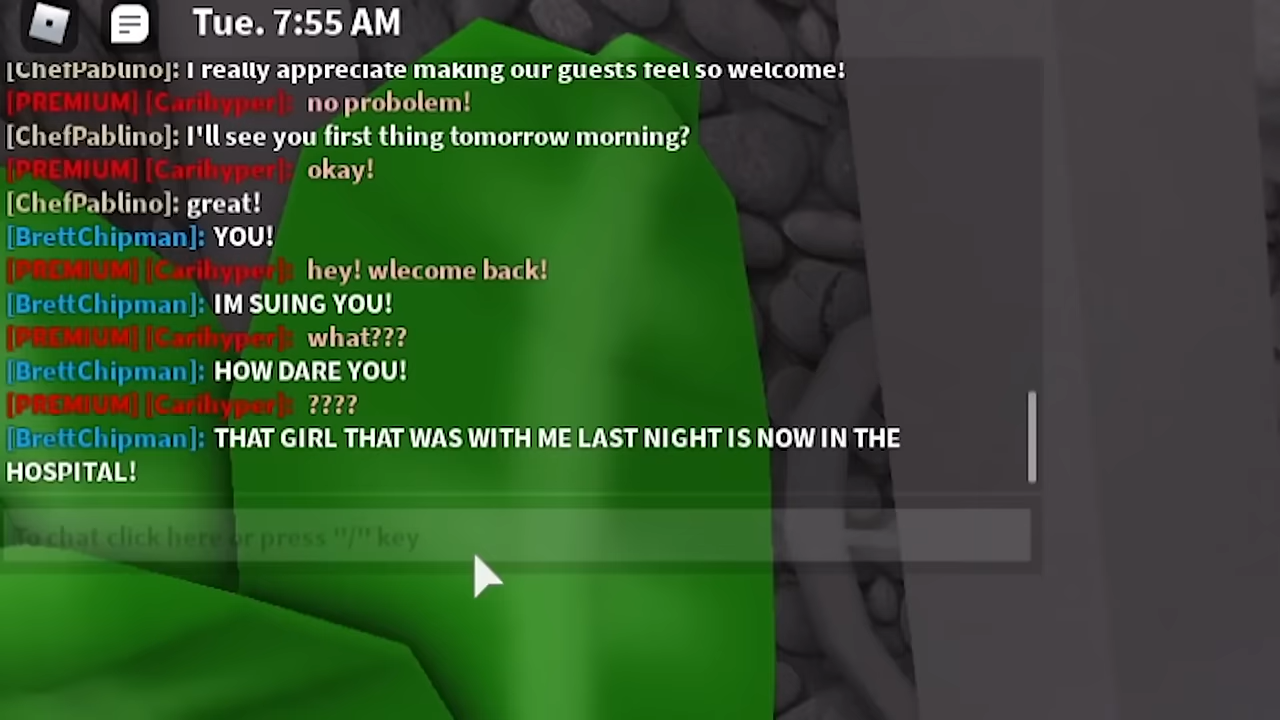 Tue. 7:55 AM
[ChefPablino]: I really appreciate making our guests feel so welcome!
[PREMIUM] [Carihyper]: no probolem!
[ChefPablino]: I'll see you first thing tomorrow morning?
[PREMIUM] [Carihyper]: okay!
[ChefPablino]: great!
[BrettChipman]: YOU!
[PREMIUM] [Carihyper]: hey! wlecome back!
[BrettChipman]: IM SUING YOU!
[PREMIUM] [Carihyper]: what???
[BrettChipman]: HOW DARE YOU!
[PREMIUM] [Carihyper]: ????
[BrettChipman]: THAT GIRL THAT WAS WITH ME LAST NIGHT IS NOW IN THE
HOSPITAL!
To chat click here or press "/" key